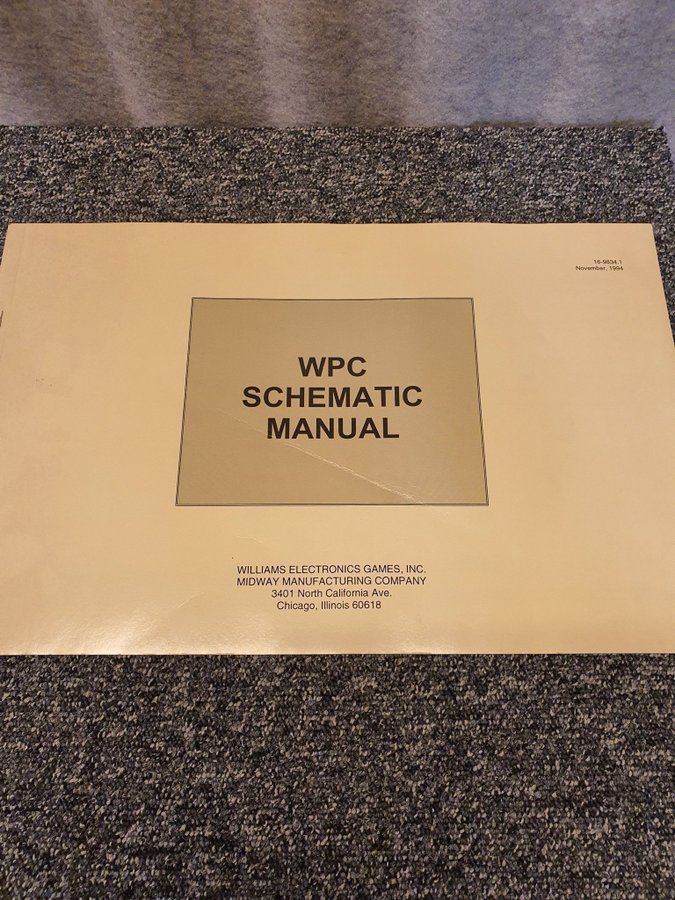 16-9834.1
November, 1994
WPC
SCHEMATIC
MANUAL
WILLIAMS ELECTRONICS GAMES, INC.
MIDWAY MANUFACTURING COMPANY
3401 North California Ave.
Chicago, Illinois 60618